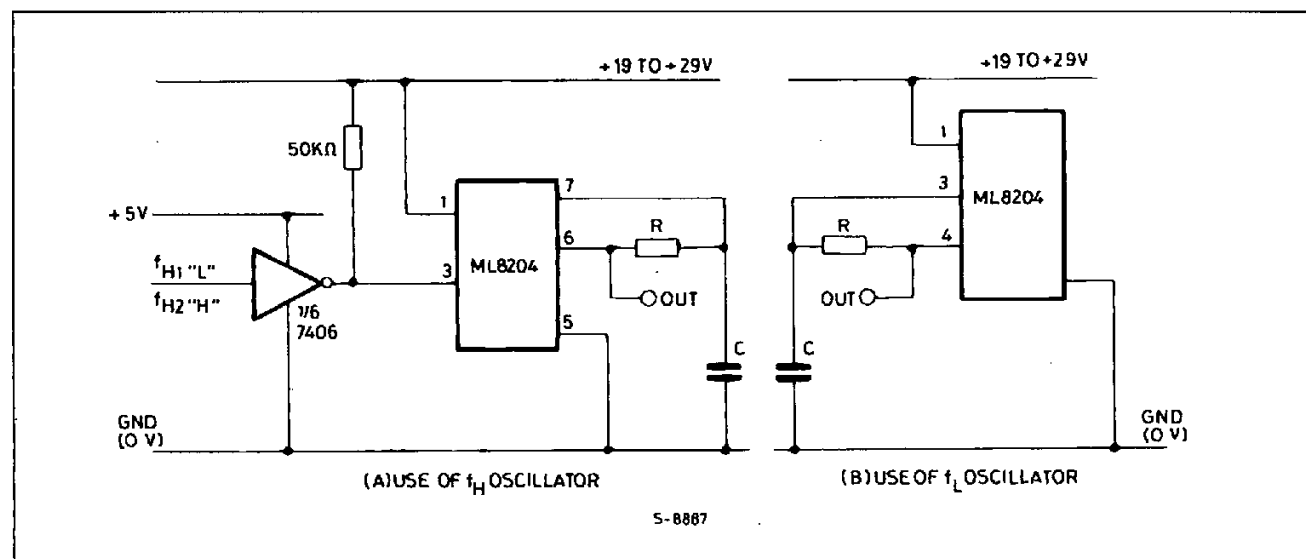 +19 TO +29V
+19 TO +29V
50KΩ
+5V
fH1 "L"
fH2 "H"
1/6
7406
1
3
ML8204
7
6
5
R
OUT
C
GND
(0 V)
(A) USE OF fH OSCILLATOR
1
3
4
ML8204
R
OUT
C
GND
(0 V)
(B) USE OF fL OSCILLATOR
S-8887